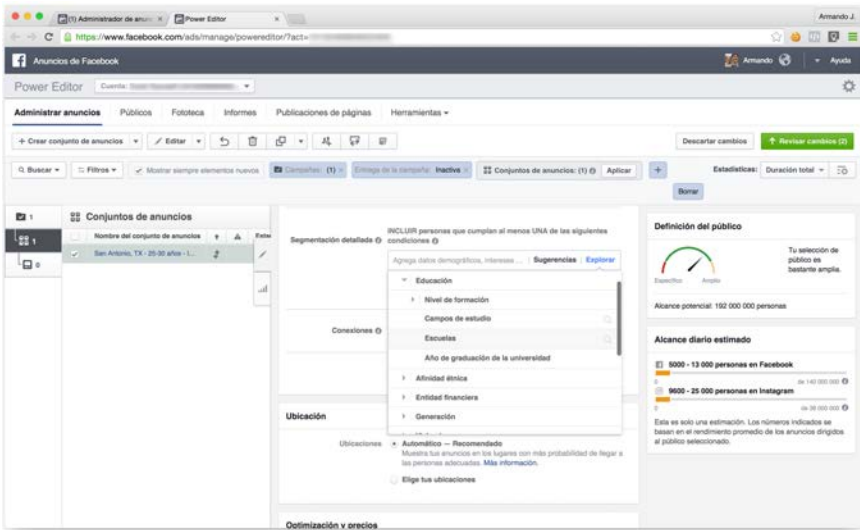 (1) Administrador de anunc
Power Editor
Armando J.
https://www.facebook.com/ads/manage/powereditor/?act=
Anuncios de Facebook
Armando
Ayuda
Power Editor
Cuenta:
Administrar anuncios
Públicos
Fototeca
Informes
Publicaciones de páginas
Herramientas
+ Crear conjunto de anuncios
Editar
Descartar cambios
Revisar cambios (2)
Buscar
Filtros
Mostrar siempre elementos nuevos
Campañas: (1)
Entrega de la campaña: Inactiva
Conjuntos de anuncios: (1)
Aplicar
+
Estadísticas: Duración total
Borrar
1
1
0
Conjuntos de anuncios
Nombre del conjunto de anuncios
San Antonio, TX - 25-30 años - I...
Segmentación detallada
INCLUIR personas que cumplan al menos UNA de las siguientes
condiciones
Agrega datos demográficos, intereses ...
Sugerencias
Explorar
Educación
Nivel de formación
Campos de estudio
Escuelas
Año de graduación de la universidad
Afinidad étnica
Entidad financiera
Generación
Conexiones
Ubicación
Ubicaciones
Automático — Recomendado
Muestra tus anuncios en los lugares con más probabilidad de llegar a
las personas adecuadas. Más información.
Elige tus ubicaciones
Optimización y precios
Definición del público
Específico
Amplio
Tu selección de
público es
bastante amplia.
Alcance potencial: 192 000 000 personas
Alcance diario estimado
5000 - 13 000 personas en Facebook
0
de 140 000 000
9600 - 25 000 personas en Instagram
0
Esta es solo una estimación. Los números indicados se
basan en el rendimiento promedio de los anuncios dirigidos
al público seleccionado.